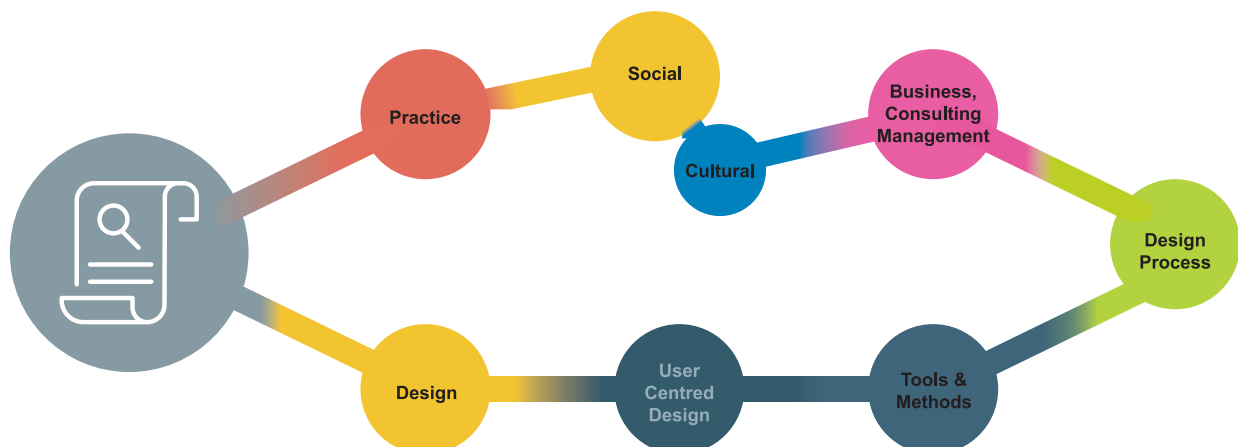 Social
Practice
Business,
Consulting
Management
Cultural
Design
Process
Design
User
Centred
Design
Tools &
Methods